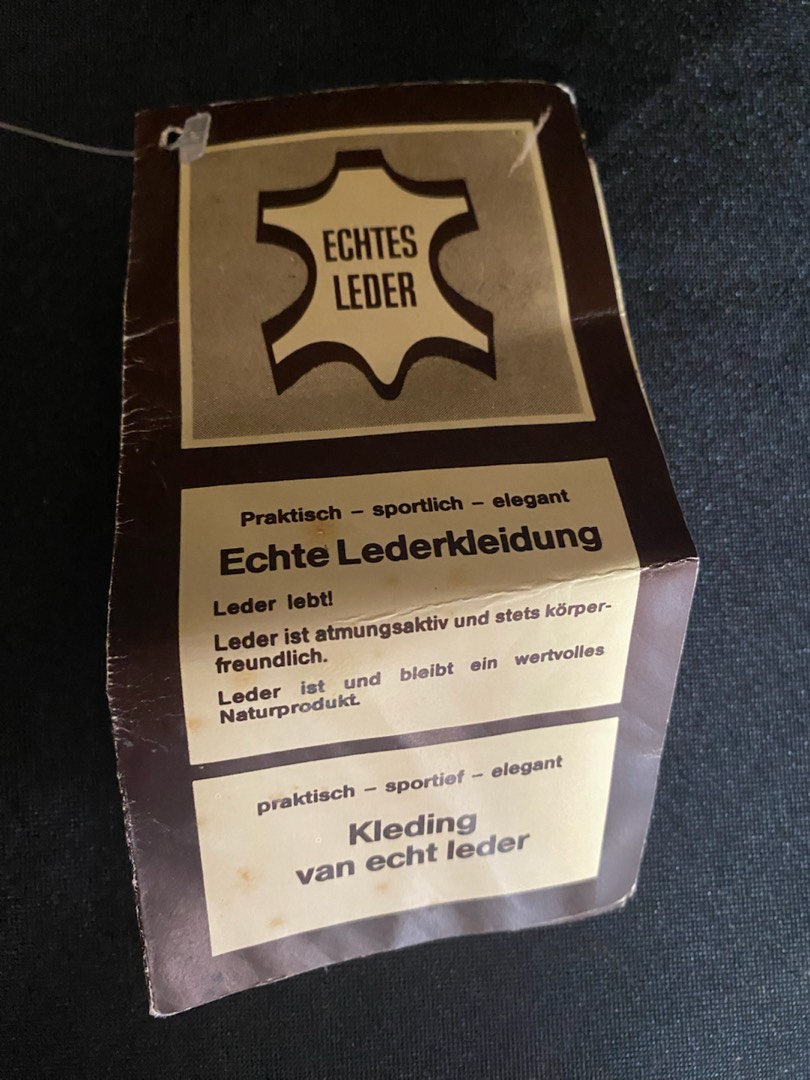 ECHTES
LEDER
Praktisch – sportlich – elegant
Echte Lederkleidung
Leder lebt!
Leder ist atmungsaktiv und stets körper-
freundlich.
Leder ist und bleibt ein wertvolles
Naturprodukt.
praktisch – sportief – elegant
Kleding
van echt leder